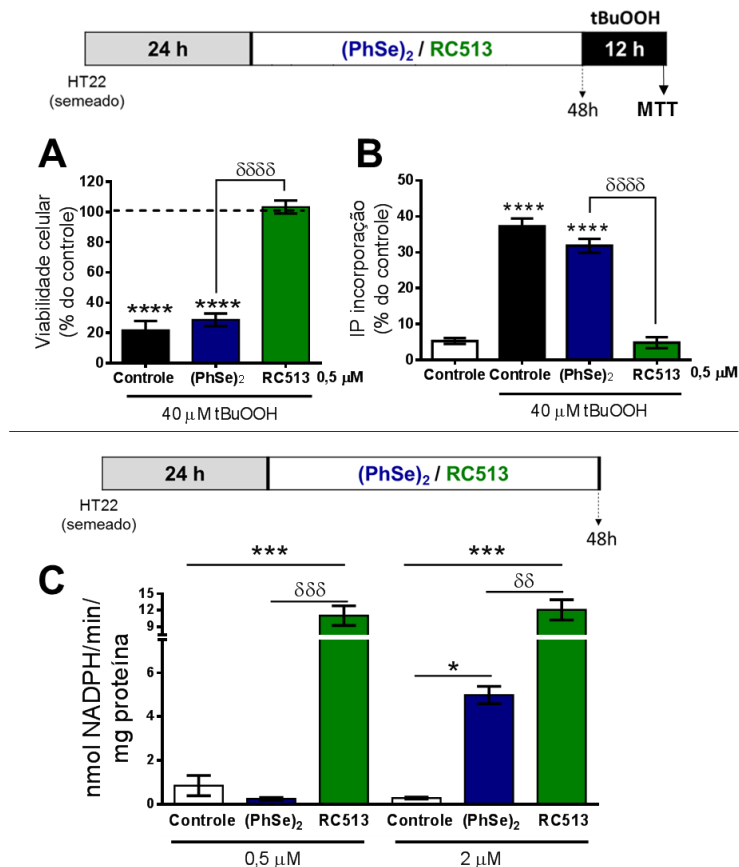 tBuOOH
24 h (PhSe)₂ / RC513 12 h
HT22
(semeado)
48h
MTT
A
B
Viabilidade celular
(% do controle)
120
100
80
60
40
20
0
δδδδ
****
****
Controle (PhSe)₂ RC513 0,5 μM
40 μM tBuOOH
IP incorporação
(% do controle)
50
40
30
20
10
0
δδδδ
****
****
Controle Controle (PhSe)₂ RC513 0,5 μM
40 μM tBuOOH
24 h (PhSe)₂ / RC513
HT22
(semeado)
48h
C
nmol NADPH/min/
mg proteína
15
12
9
6
4
2
0
*** ***
δδδ δδ
*
Controle (PhSe)₂ RC513 Controle (PhSe)₂ RC513
0,5 μM 2 μM